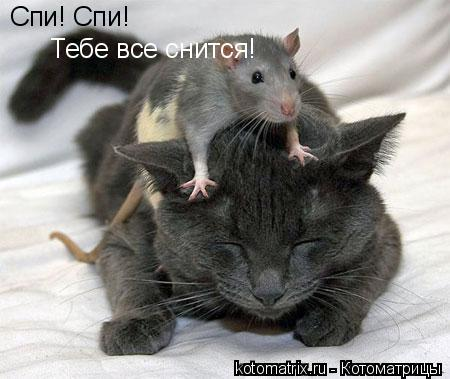 Спи! Спи!
Тебе все снится!
kotomatrix.ru - Котоматрицы